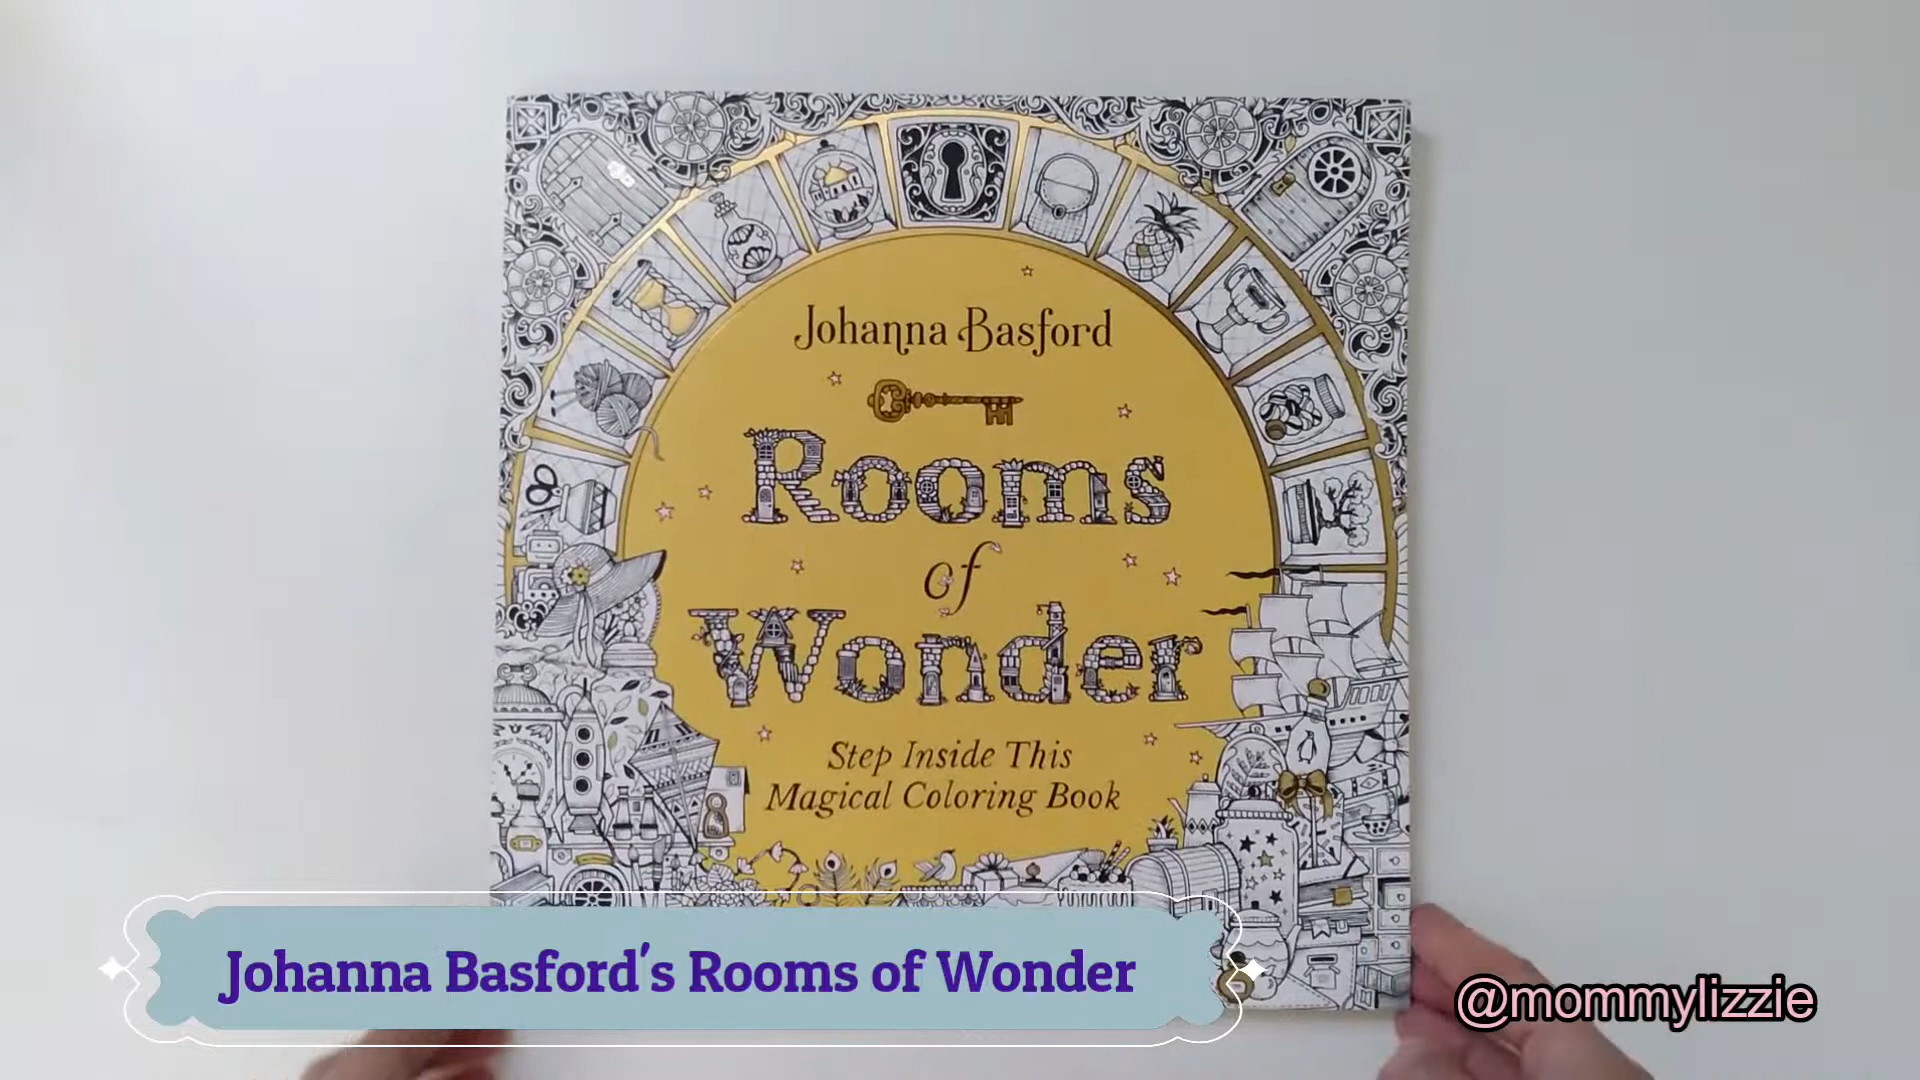 Johanna Basford
Rooms
of
Wonder
Step Inside This
Magical Coloring Book
Johanna Basford's Rooms of Wonder
@mommylizzie